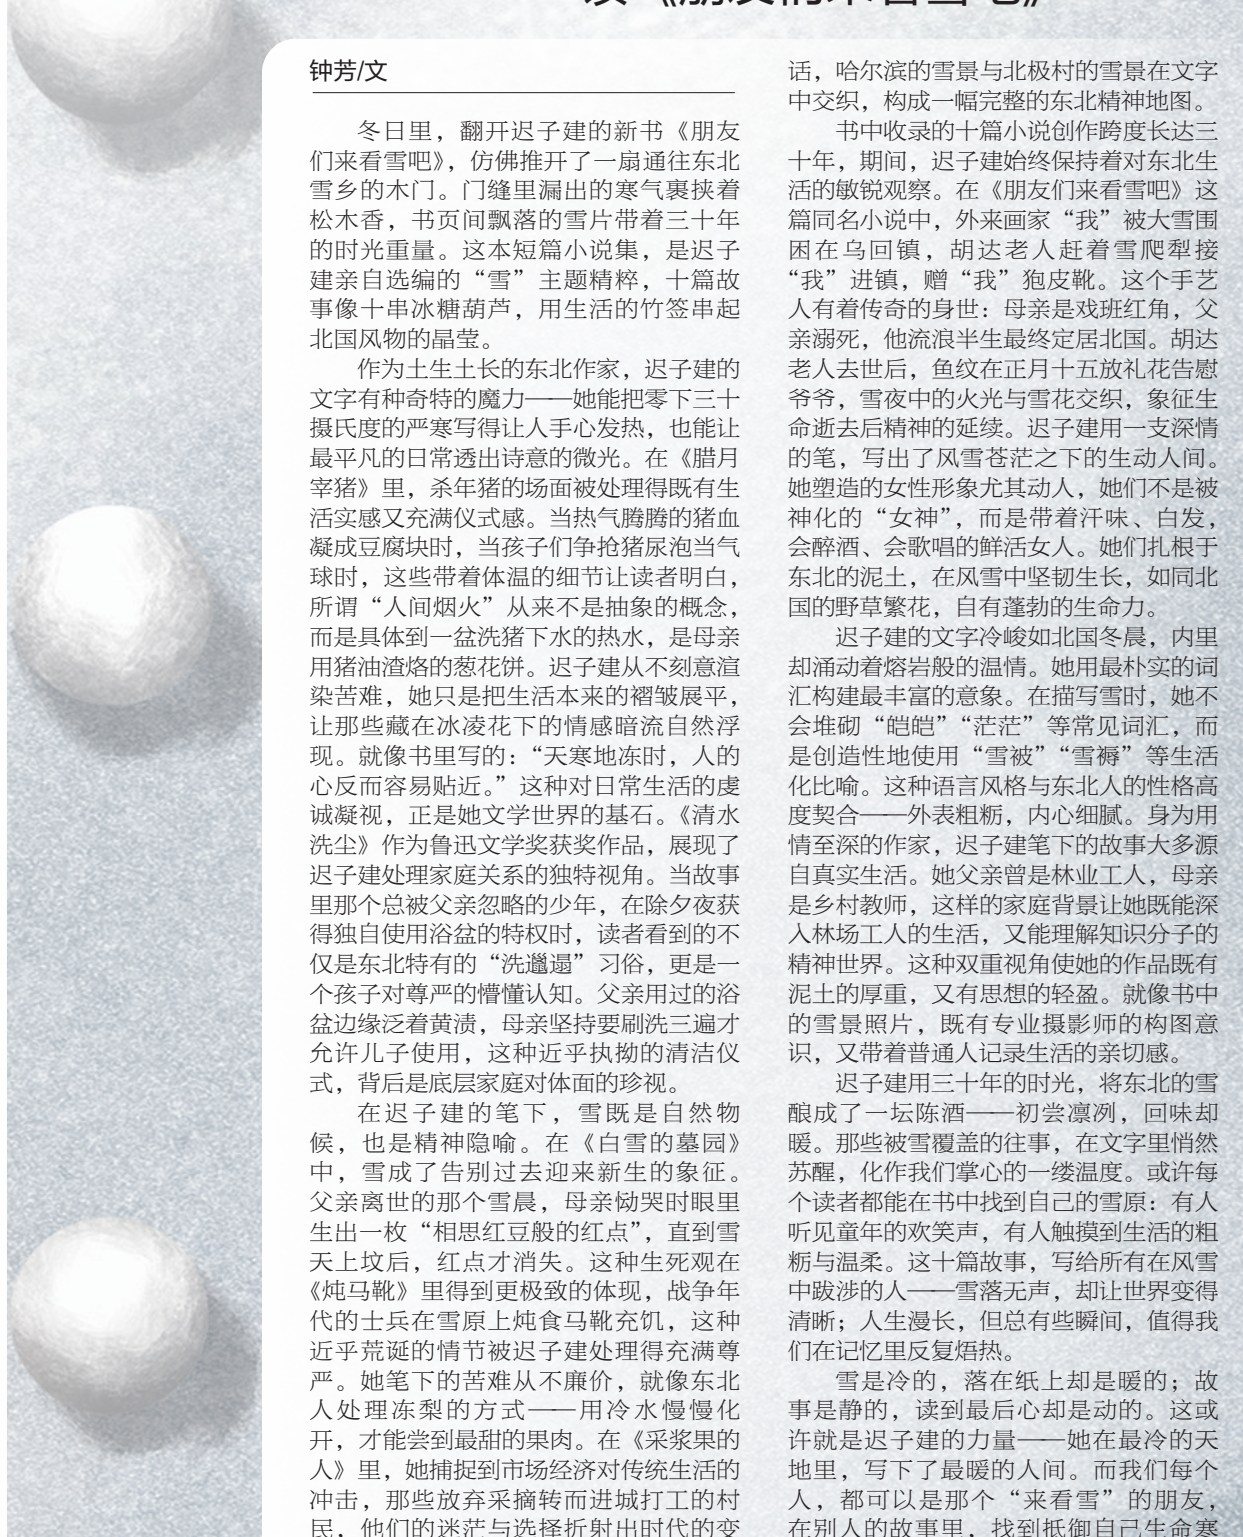 读《朋友们来看雪吧》
钟芳/文
冬日里，翻开迟子建的新书《朋友
们来看雪吧》，仿佛推开了一扇通往东北
雪乡的木门。门缝里漏出的寒气裹挟着
松木香，书页间飘落的雪片带着三十年
的时光重量。这本短篇小说集，是迟子
建亲自选编的“雪”主题精粹，十篇故
事像十串冰糖葫芦，用生活的竹签串起
北国风物的晶莹。
作为土生土长的东北作家，迟子建的
文字有种奇特的魔力——她能把零下三十
摄氏度的严寒写得让人手心发热，也能让
最平凡的日常透出诗意的微光。在《腊月
宰猪》里，杀年猪的场面被处理得既有生
活实感又充满仪式感。当热气腾腾的猪血
凝成豆腐块时，当孩子们争抢猪尿泡当气
球时，这些带着体温的细节让读者明白，
所谓“人间烟火”从来不是抽象的概念，
而是具体到一盆洗猪下水的热水，是母亲
用猪油渣烙的葱花饼。迟子建从不刻意渲
染苦难，她只是把生活本来的褶皱展平，
让那些藏在冰凌花下的情感暗流自然浮
现。就像书里写的：“天寒地冻时，人的
心反而容易贴近。”这种对日常生活的虔
诚凝视，正是她文学世界的基石。《清水
洗尘》作为鲁迅文学奖获奖作品，展现了
迟子建处理家庭关系的独特视角。当故事
里那个总被父亲忽略的少年，在除夕夜获
得独自使用浴盆的特权时，读者看到的不
仅是东北特有的“洗邋遢”习俗，更是一
个孩子对尊严的懵懂认知。父亲用过的浴
盆边缘泛着黄渍，母亲坚持要刷洗三遍才
允许儿子使用，这种近乎执拗的清洁仪
式，背后是底层家庭对体面的珍视。
在迟子建的笔下，雪既是自然物
候，也是精神隐喻。在《白雪的墓园》
中，雪成了告别过去迎来新生的象征。
父亲离世的那个雪晨，母亲恸哭时眼里
生出一枚“相思红豆般的红点”，直到雪
天上坟后，红点才消失。这种生死观在
《炖马靴》里得到更极致的体现，战争年
代的士兵在雪原上炖食马靴充饥，这种
近乎荒诞的情节被迟子建处理得充满尊
严。她笔下的苦难从不廉价，就像东北
人处理冻梨的方式——用冷水慢慢化
开，才能尝到最甜的果肉。在《采浆果的
人》里，她捕捉到市场经济对传统生活的
冲击，那些放弃采摘转而进城打工的村
民，他们的迷茫与选择折射出时代的变
话，哈尔滨的雪景与北极村的雪景在文字
中交织，构成一幅完整的东北精神地图。
书中收录的十篇小说创作跨度长达三
十年，期间，迟子建始终保持着对东北生
活的敏锐观察。在《朋友们来看雪吧》这
篇同名小说中，外来画家“我”被大雪围
困在乌回镇，胡达老人赶着雪爬犁接
“我”进镇，赠“我”狍皮靴。这个手艺
人有着传奇的身世：母亲是戏班红角，父
亲溺死，他流浪半生最终定居北国。胡达
老人去世后，鱼纹在正月十五放礼花告慰
爷爷，雪夜中的火光与雪花交织，象征生
命逝去后精神的延续。迟子建用一支深情
的笔，写出了风雪苍茫之下的生动人间。
她塑造的女性形象尤其动人，她们不是被
神化的“女神”，而是带着汗味、白发，
会醉酒、会歌唱的鲜活女人。她们扎根于
东北的泥土，在风雪中坚韧生长，如同北
国的野草繁花，自有蓬勃的生命力。
迟子建的文字冷峻如北国冬晨，内里
却涌动着熔岩般的温情。她用最朴实的词
汇构建最丰富的意象。在描写雪时，她不
会堆砌“皑皑”“茫茫”等常见词汇，而
是创造性地使用“雪被”“雪褥”等生活
化比喻。这种语言风格与东北人的性格高
度契合——外表粗粝，内心细腻。身为用
情至深的作家，迟子建笔下的故事大多源
自真实生活。她父亲曾是林业工人，母亲
是乡村教师，这样的家庭背景让她既能深
入林场工人的生活，又能理解知识分子的
精神世界。这种双重视角使她的作品既有
泥土的厚重，又有思想的轻盈。就像书中
的雪景照片，既有专业摄影师的构图意
识，又带着普通人记录生活的亲切感。
迟子建用三十年的时光，将东北的雪
酿成了一坛陈酒——初尝凛冽，回味却
暖。那些被雪覆盖的往事，在文字里悄然
苏醒，化作我们掌心的一缕温度。或许每
个读者都能在书中找到自己的雪原：有人
听见童年的欢笑声，有人触摸到生活的粗
粝与温柔。这十篇故事，写给所有在风雪
中跋涉的人——雪落无声，却让世界变得
清晰；人生漫长，但总有些瞬间，值得我
们在记忆里反复焐热。
雪是冷的，落在纸上却是暖的；故
事是静的，读到最后心却是动的。这或
许就是迟子建的力量——她在最冷的天
地里，写下了最暖的人间。而我们每个
人，都可以是那个“来看雪”的朋友，
在别人的故事里，找到抵御自己生命寒